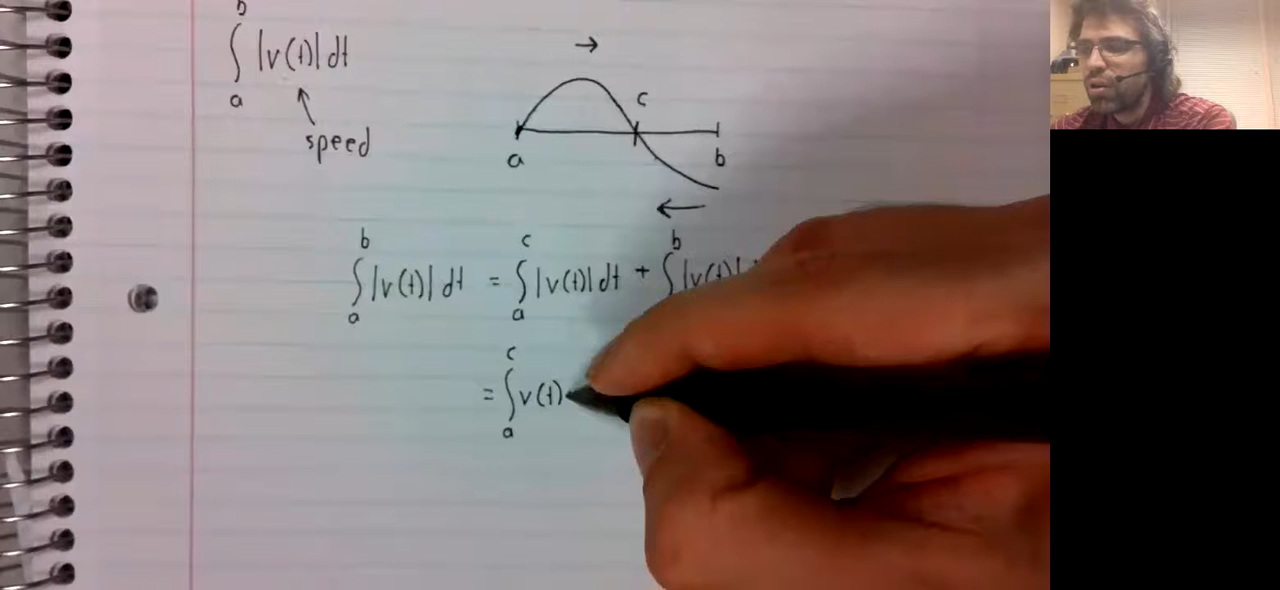 b
∫ |v(t)| dt
a
speed
→
c
a b
←
b c b
∫ |v(t)| dt = ∫ |v(t)| dt + ∫ |v(t)|
a a
c
= ∫ v(t)
a